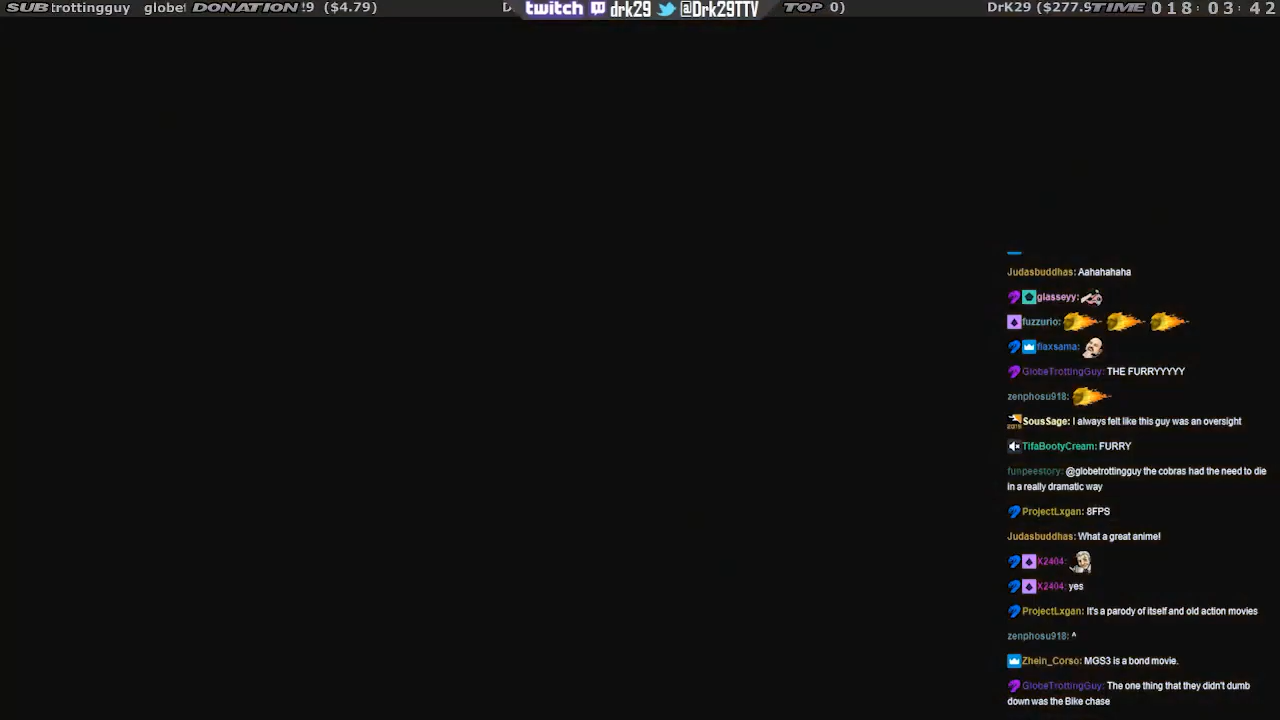 SUB trottingguy globet DONATION !9 ($4.79) twitch drk29 @Drk29TTV TOP 0) DrK29 ($277.9 TIME 018:03:42
Judasbuddhas: Aahahahaha
glasseyy:
fuzzurio:
flaxsama:
GlobeTrottingGuy: THE FURRYYYYY
zenphosu918:
SousSage: I always felt like this guy was an oversight
TifaBootyCream: FURRY
funpeestory: @globetrottingguy the cobras had the need to die
in a really dramatic way
ProjectLxgan: 8FPS
Judasbuddhas: What a great anime!
X2404:
X2404: yes
ProjectLxgan: It's a parody of itself and old action movies
zenphosu918: ^
Zhein_Corso: MGS3 is a bond movie.
GlobeTrottingGuy: The one thing that they didn't dumb
down was the Bike chase